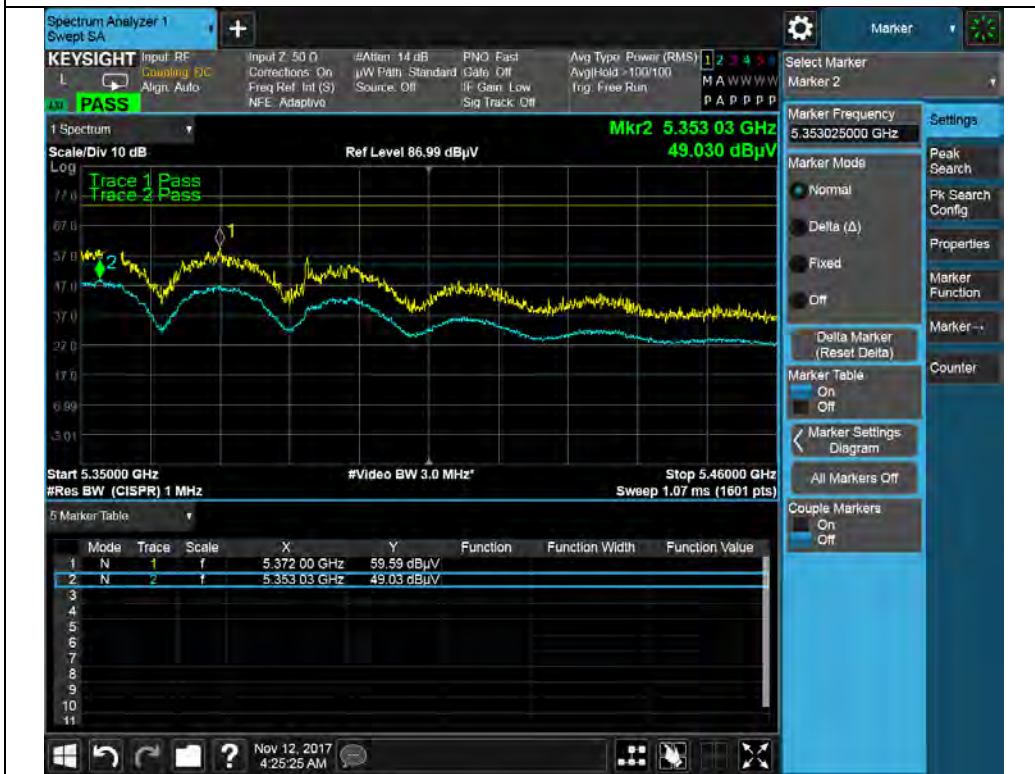 Spectrum Analyzer 1
Swept SA
+
Marker
KEYSIGHT Input: RF Input Z: 50 Ω #Atten: 14 dB PNO: Fast Avg Type: Power (RMS) 1 2 3 4 5 6
L Coupling: DC Corrections: On µW Path: Standard Gate: Off Avg|Hold: >100/100 M A W W W W
Align: Auto Freq Ref: Int (S) Source: Off IF Gain: Low Trig: Free Run
PASS NFE: Adaptive Sig Track: Off P A P P P P
Select Marker
Marker 2
1 Spectrum
Mkr2 5.353 03 GHz
Scale/Div 10 dB Ref Level 86.99 dBµV 49.030 dBµV
Log
Trace 1 Pass
Trace 2 Pass
77.0
67.0
57.0
47.0
37.0
27.0
17.0
6.99
-3.01
1
2
Start 5.35000 GHz #Video BW 3.0 MHz* Stop 5.46000 GHz
#Res BW (CISPR) 1 MHz Sweep 1.07 ms (1601 pts)
5 Marker Table
Mode Trace Scale X Y Function Function Width Function Value
1 N 1 f 5.372 00 GHz 59.59 dBµV
2 N 2 f 5.353 03 GHz 49.03 dBµV
3
4
5
6
7
8
9
10
11
Marker Frequency
5.353025000 GHz
Marker Mode
Normal
Delta (Δ)
Fixed
Off
Delta Marker
(Reset Delta)
Marker Table
On
Off
Marker Settings
Diagram
All Markers Off
Couple Markers
On
Off
Settings
Peak
Search
Pk Search
Config
Properties
Marker
Function
Marker→
Counter
?
Nov 12, 2017
4:25:25 AM